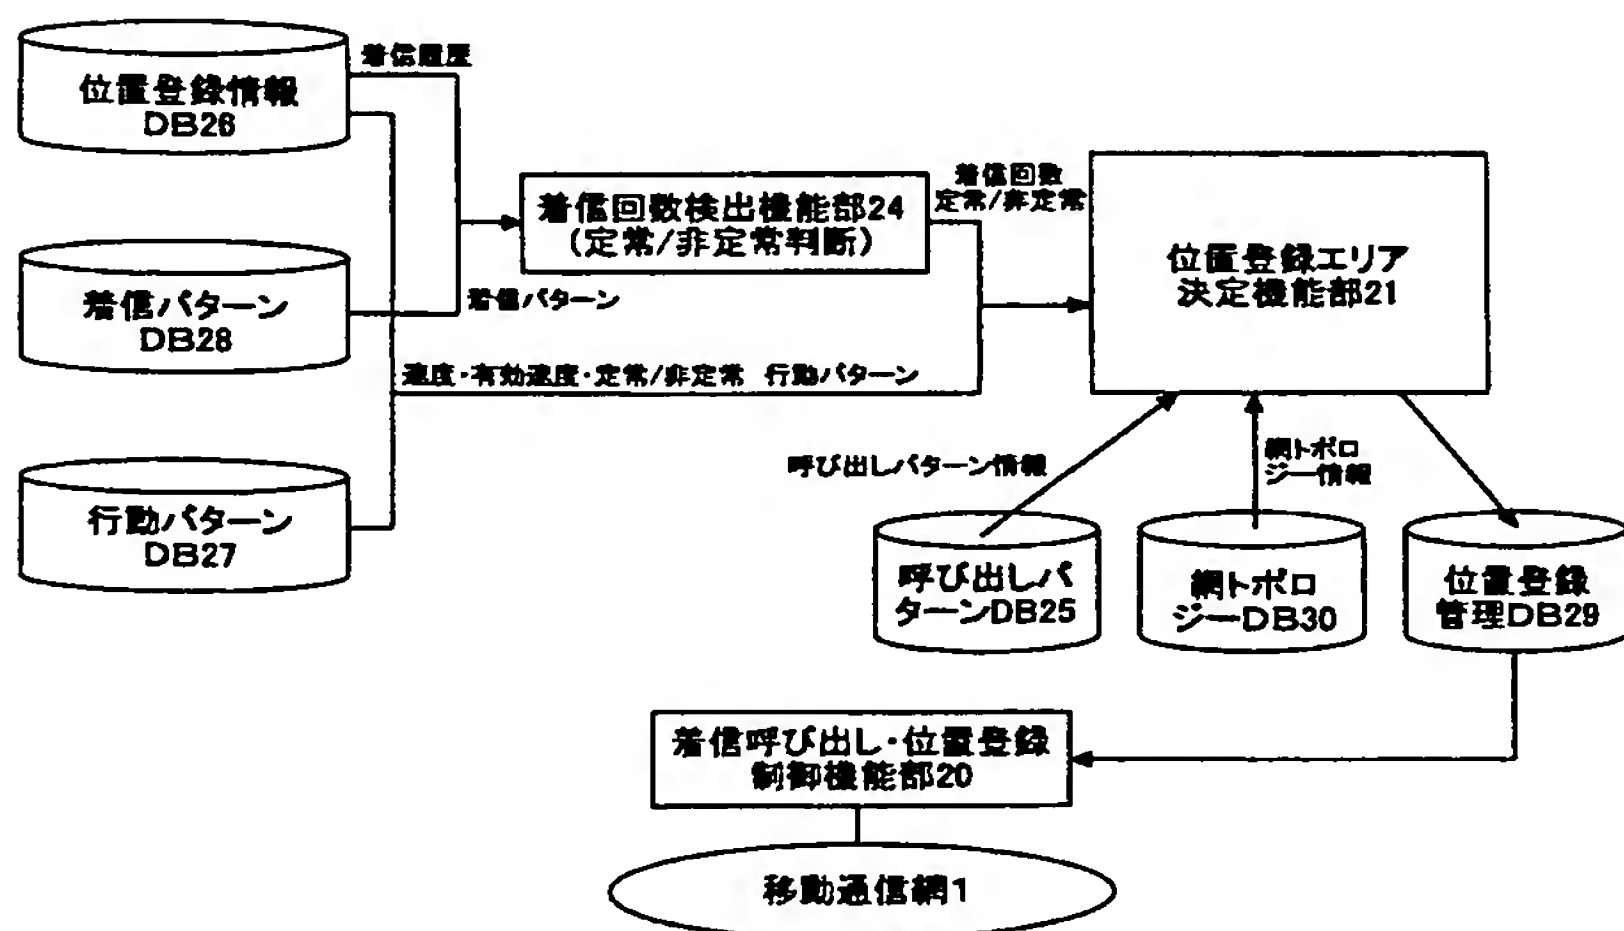 位置登録情報
DB26
着信履歴
着信パターン
DB28
行動パターン
DB27
着信回数検出機能部24
(定常/非定常判断)
着信パターン
速度・有効速度・定常/非定常 行動パターン
着信回数
定常/非定常
位置登録エリア
決定機能部21
呼び出しパターン情報
網トポロ
ジー情報
呼び出しパ
ターンDB25
網トポロ
ジーDB30
位置登録
管理DB29
着信呼び出し・位置登録
制御機能部20
移動通信網1